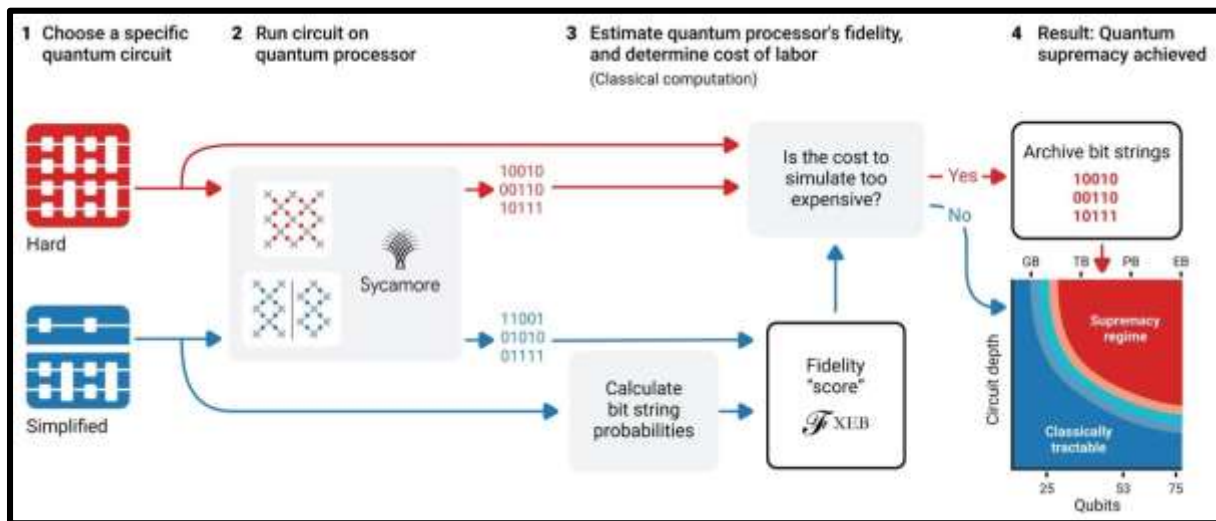 1 Choose a specific
quantum circuit
2 Run circuit on
quantum processor
3 Estimate quantum processor's fidelity,
and determine cost of labor
(Classical computation)
4 Result: Quantum
supremacy achieved
Hard
Simplified
Sycamore
10010
00110
10111
11001
01010
01111
Calculate
bit string
probabilities
Is the cost to
simulate too
expensive?
Yes
No
Fidelity
"score"
ℱ XEB
Archive bit strings
10010
00110
10111
GB TB PB EB
Supremacy
regime
Classically
tractable
Circuit depth
25 53 75
Qubits